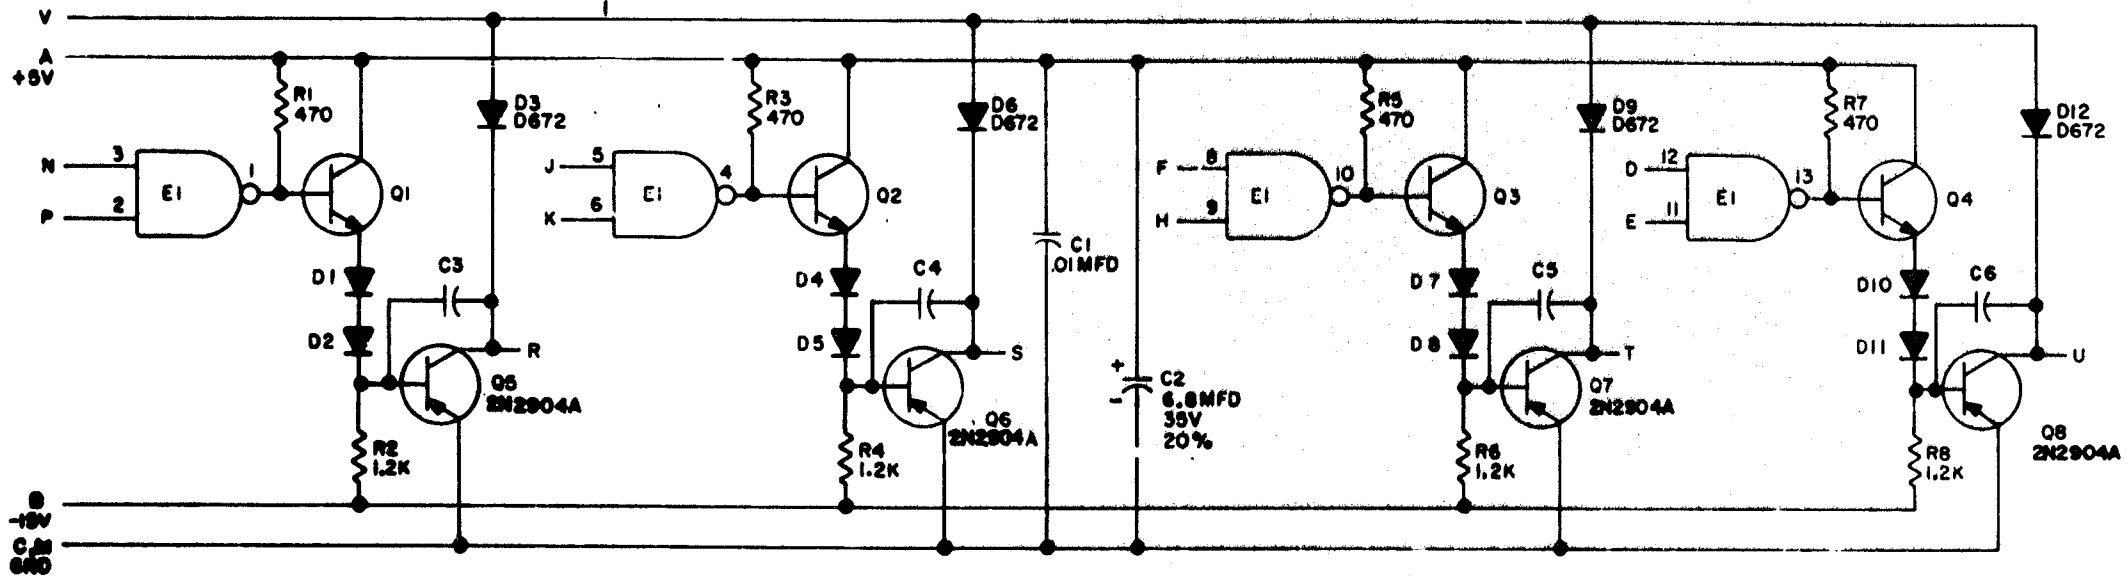 V
A
+5V
R1
470
D3
D672
R3
470
D6
D672
R5
470
D9
D672
R7
470
D12
D672
N
3
E1
1
Q1
P
2
J
5
E1
4
Q2
K
6
F
8
E1
10
Q3
H
9
D
12
E1
13
Q4
E
11
D1
C3
D4
C4
C1
.01MFD
D7
C5
D10
C6
D2
R
D5
S
D8
T
D11
U
Q5
2N2904A
Q6
2N2904A
+
-
C2
6.8MFD
35V
20%
Q7
2N2904A
Q8
2N2904A
R2
1.2K
R4
1.2K
R6
1.2K
R8
1.2K
B
-15V
C,M
GND